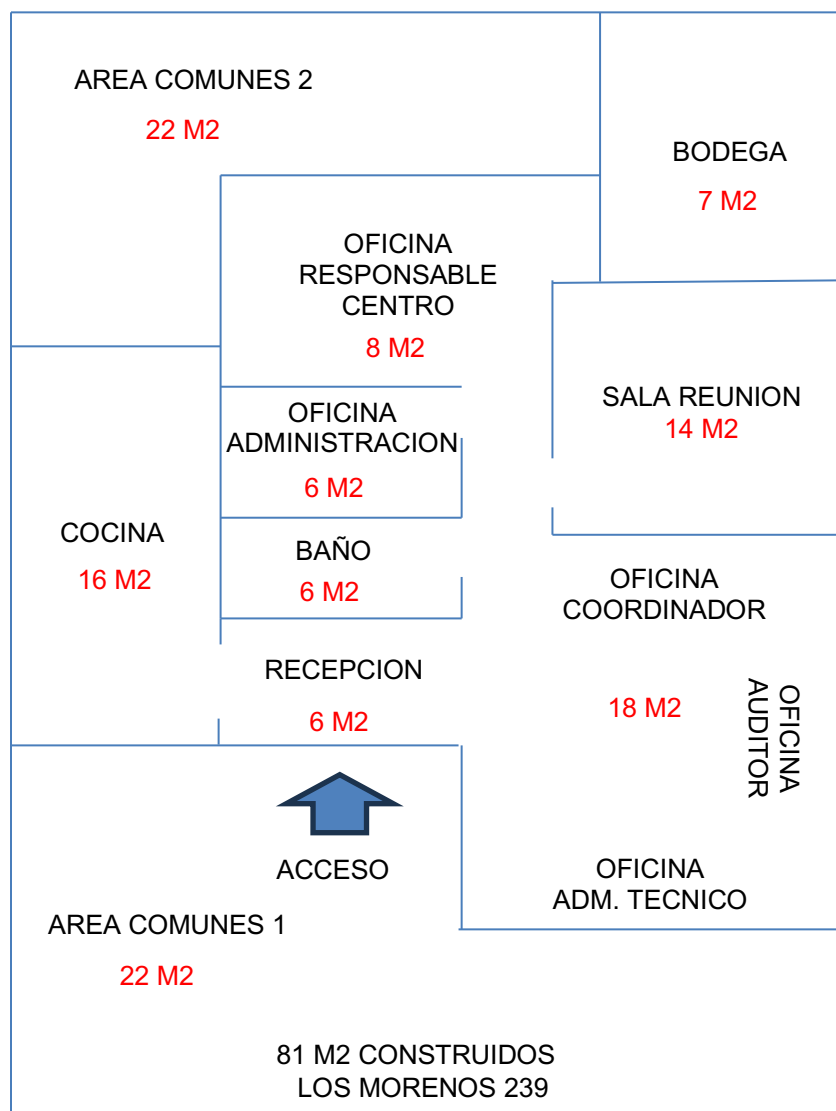 AREA COMUNES 2
22 M2
BODEGA
7 M2
OFICINA
RESPONSABLE
CENTRO
8 M2
SALA REUNION
14 M2
OFICINA
ADMINISTRACION
6 M2
COCINA
16 M2
BAÑO
6 M2
OFICINA
COORDINADOR
RECEPCION
6 M2
18 M2
OFICINA
AUDITOR
ACCESO
OFICINA
ADM. TECNICO
AREA COMUNES 1
22 M2
81 M2 CONSTRUIDOS
LOS MORENOS 239